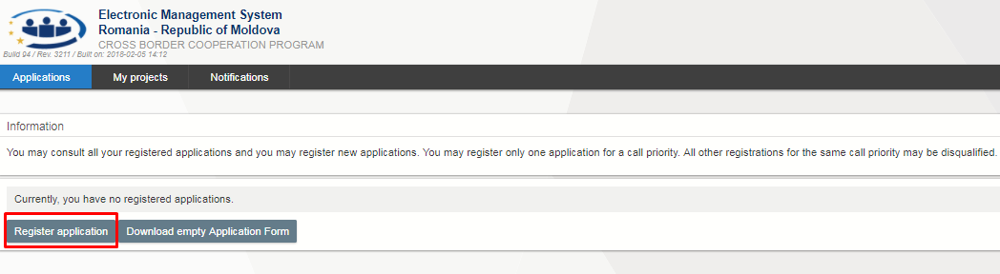 Electronic Management System
Romania - Republic of Moldova
CROSS BORDER COOPERATION PROGRAM
Build 94 / Rev. 3211 / Built on: 2018-02-05 14:12
Applications My projects Notifications
Information
You may consult all your registered applications and you may register new applications. You may register only one application for a call priority. All other registrations for the same call priority may be disqualified.
Currently, you have no registered applications.
Register application Download empty Application Form